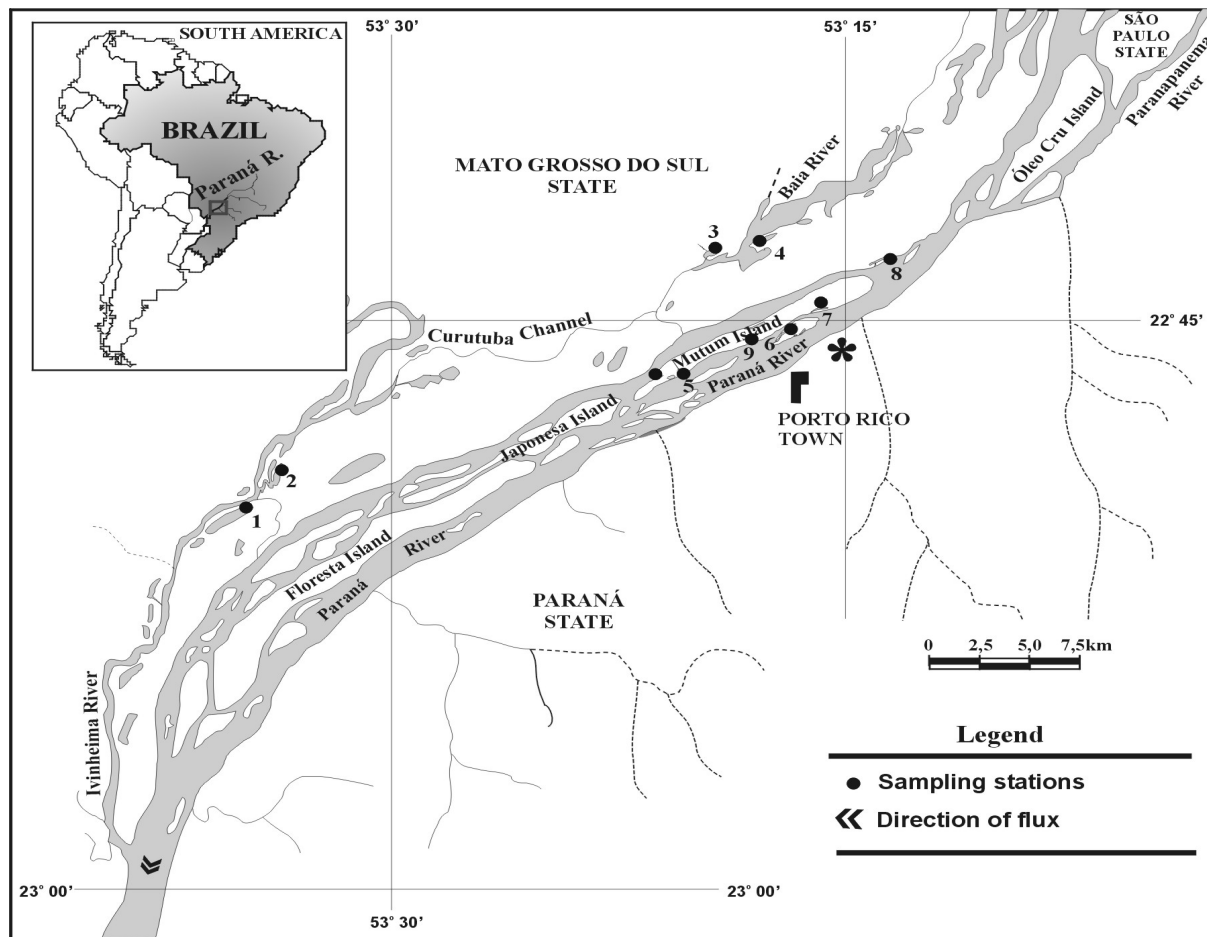 SOUTH AMERICA
BRAZIL
Paraná R.
53° 30’
53° 15’
SÃO
PAULO
STATE
Paranapanema
River
Óleo Cru Island
MATO GROSSO DO SUL
STATE
Baia River
3
4
8
7
22° 45’
Curutuba Channel
Mutum Island
9
6
5
Paraná River
PORTO RICO
TOWN
Japonesa Island
2
1
Floresta Island
Paraná River
PARANÁ
STATE
0 2,5 5,0 7,5km
Ivinheima River
Legend
Sampling stations
Direction of flux
23° 00’
23° 00’
53° 30’